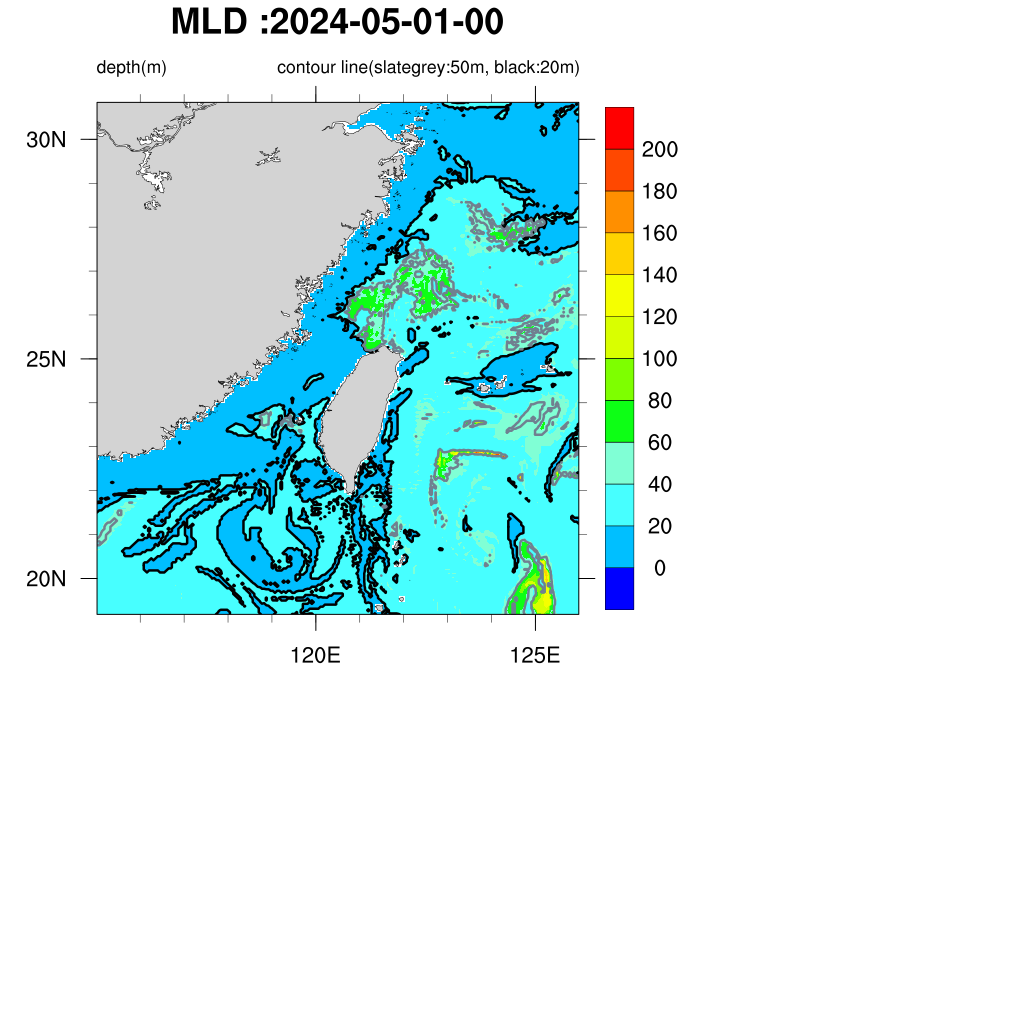 MLD :2024-05-01-00
depth(m)
contour line(slategrey:50m, black:20m)
30N
25N
20N
120E
125E
200
180
160
140
120
100
80
60
40
20
0